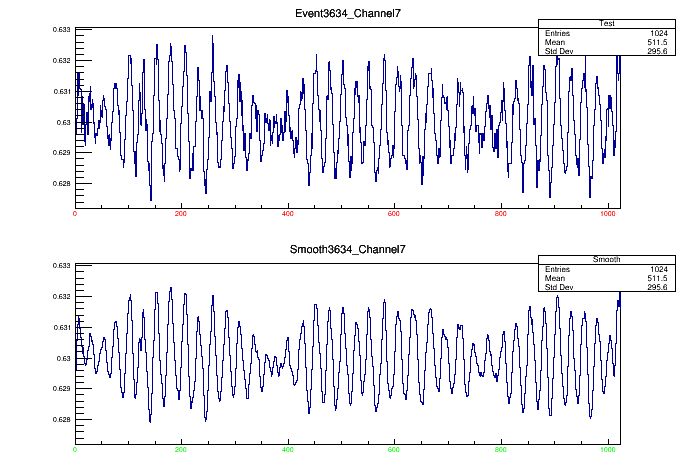 Event3634_Channel7
Test
Entries 1024
Mean 511.5
Std Dev 295.6
0.633
0.632
0.631
0.63
0.629
0.628
0 200 400 600 800 1000
Smooth3634_Channel7
Smooth
Entries 1024
Mean 511.5
Std Dev 295.6
0.633
0.632
0.631
0.63
0.629
0.628
0 200 400 600 800 1000